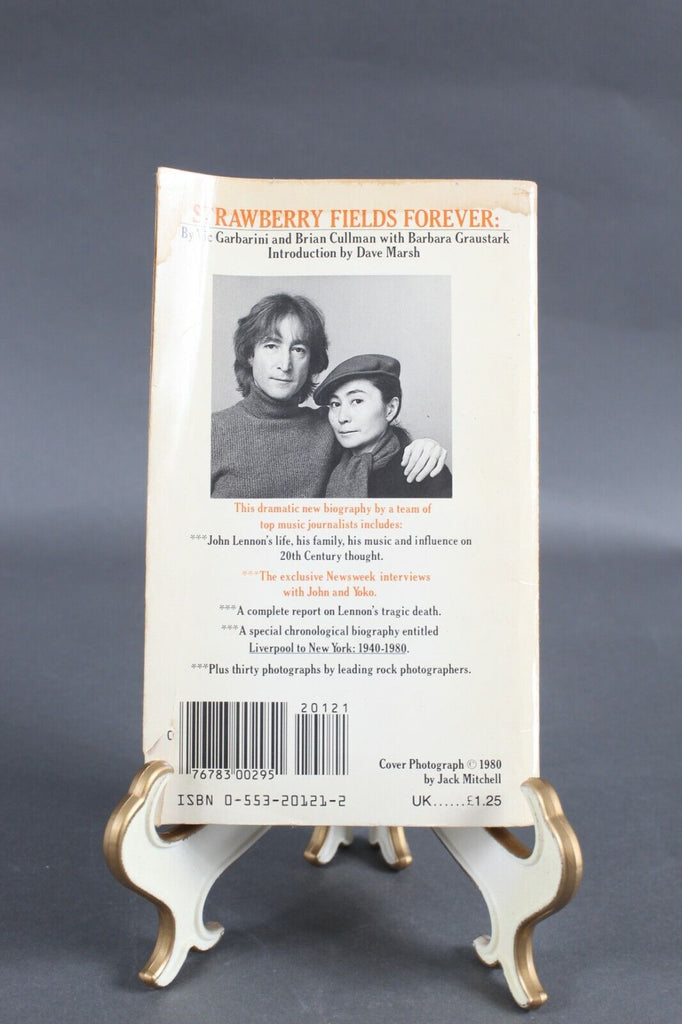 STRAWBERRY FIELDS FOREVER:
By Vic Garbarini and Brian Cullman with Barbara Graustark
Introduction by Dave Marsh
This dramatic new biography by a team of
top music journalists includes:
***John Lennon's life, his family, his music and influence on
20th Century thought.
***The exclusive Newsweek interviews
with John and Yoko.
***A complete report on Lennon's tragic death.
***A special chronological biography entitled
Liverpool to New York: 1940-1980.
***Plus thirty photographs by leading rock photographers.
20121
76783 00295
Cover Photograph © 1980
by Jack Mitchell
ISBN 0-553-20121-2
UK......£1.25